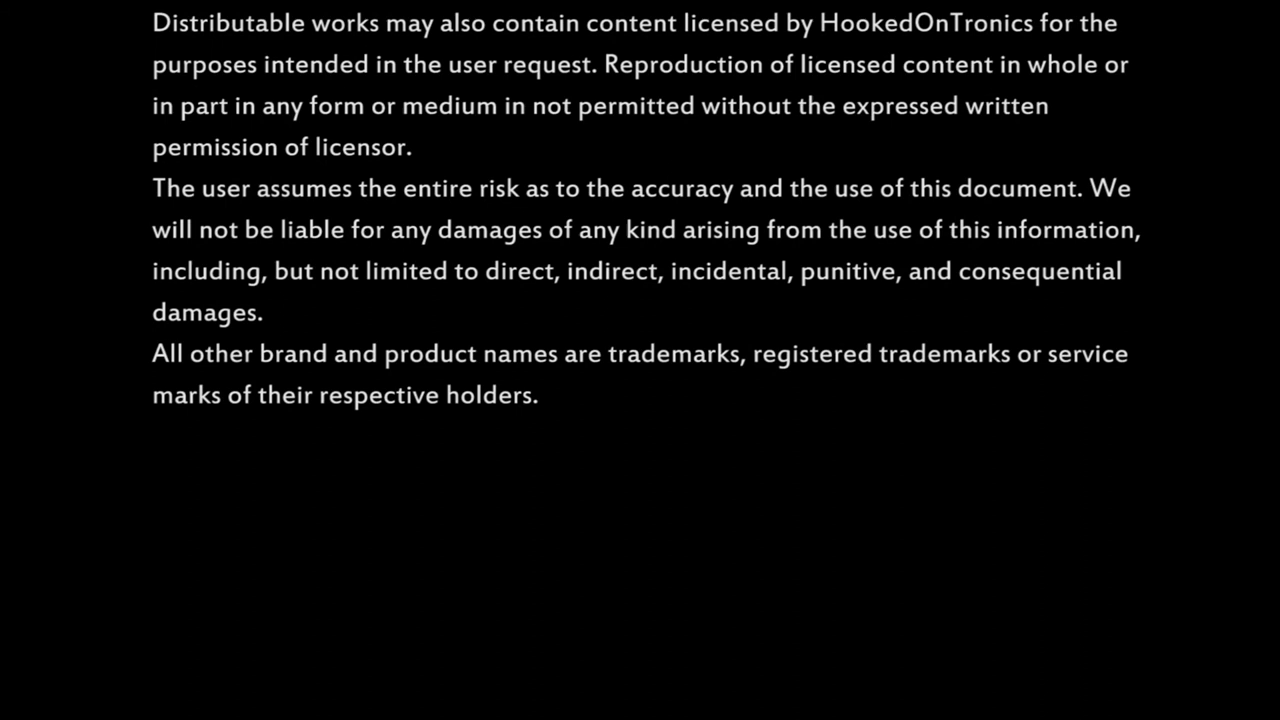 Distributable works may also contain content licensed by HookedOnTronics for the
purposes intended in the user request. Reproduction of licensed content in whole or
in part in any form or medium in not permitted without the expressed written
permission of licensor.
The user assumes the entire risk as to the accuracy and the use of this document. We
will not be liable for any damages of any kind arising from the use of this information,
including, but not limited to direct, indirect, incidental, punitive, and consequential
damages.
All other brand and product names are trademarks, registered trademarks or service
marks of their respective holders.